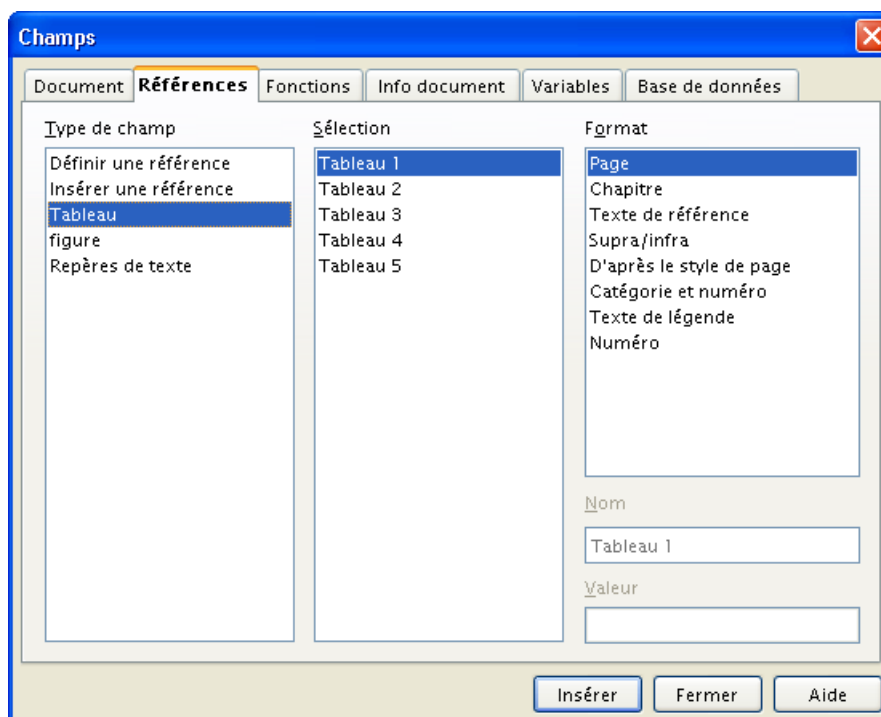 Champs
Document Références Fonctions Info document Variables Base de données
Type de champ
Définir une référence
Insérer une référence
Tableau
figure
Repères de texte
Sélection
Tableau 1
Tableau 2
Tableau 3
Tableau 4
Tableau 5
Format
Page
Chapitre
Texte de référence
Supra/infra
D'après le style de page
Catégorie et numéro
Texte de légende
Numéro
Nom
Tableau 1
Valeur
Insérer Fermer Aide